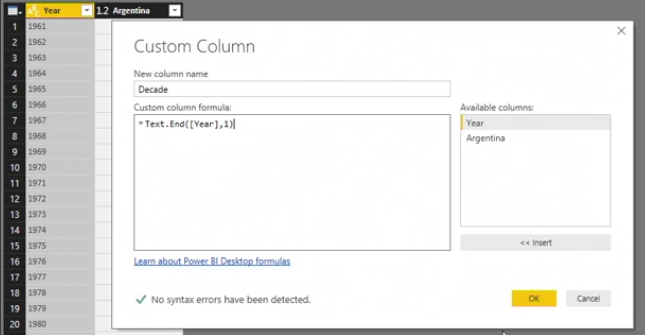 Year 1.2 Argentina
1 1961
2 1962
3 1963
4 1964
5 1965
6 1966
7 1967
8 1968
9 1969
10 1970
11 1971
12 1972
13 1973
14 1974
15 1975
16 1976
17 1977
18 1978
19 1979
20 1980
Custom Column
New column name
Decade
Custom column formula:
= Text.End([Year],1)
Available columns:
Year
Argentina
<< Insert
Learn about Power BI Desktop formulas
No syntax errors have been detected.
OK Cancel